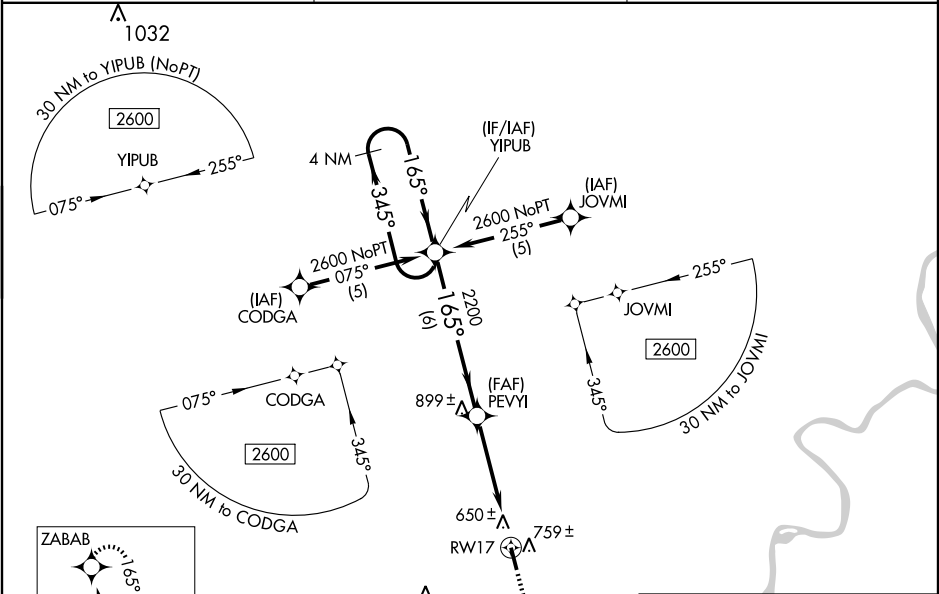 1032
30 NM to YIPUB (NoPT)
2600
YIPUB
075°
255°
4 NM
165°
345°
(IF/IAF)
YIPUB
(IAF)
JOVMI
2600 NoPT
255°
(5)
2600 NoPT
075°
(5)
(IAF)
CODGA
2200
165°
(6)
255°
JOVMI
2600
345°
30 NM to JOVMI
075°
CODGA
2600
345°
30 NM to CODGA
899±
(FAF)
PEVYI
650±
RW17
759±
ZABAB
165°